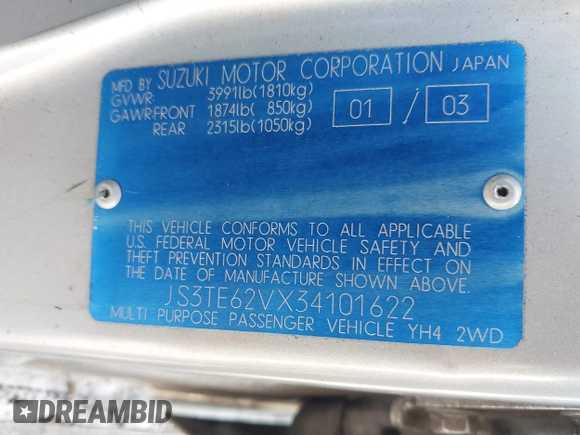 MFD BY SUZUKI MOTOR CORPORATION JAPAN
GVWR 3991lb(1810kg)
GAWR FRONT 1874lb( 850kg) 01 / 03
REAR 2315lb(1050kg)
THIS VEHICLE CONFORMS TO ALL APPLICABLE
U.S. FEDERAL MOTOR VEHICLE SAFETY AND
THEFT PREVENTION STANDARDS IN EFFECT ON
THE DATE OF MANUFACTURE SHOWN ABOVE.
JS3TE62VX34101622
MULTI PURPOSE PASSENGER VEHICLE YH4 2WD
DREAMBID